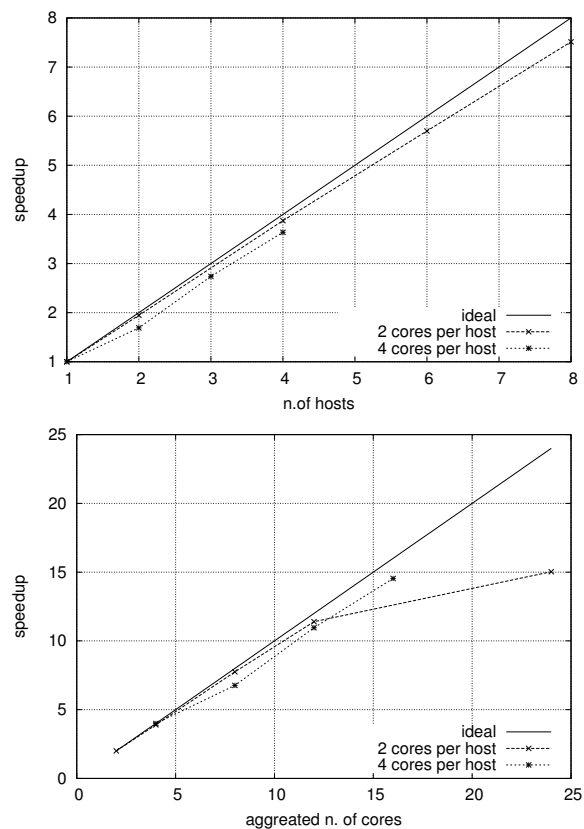 8
7
6
5
4
3
2
1
speedup
ideal
2 cores per host
4 cores per host
1 2 3 4 5 6 7 8
n.of hosts
25
20
15
10
5
0
speedup
ideal
2 cores per host
4 cores per host
0 5 10 15 20 25
aggreated n. of cores